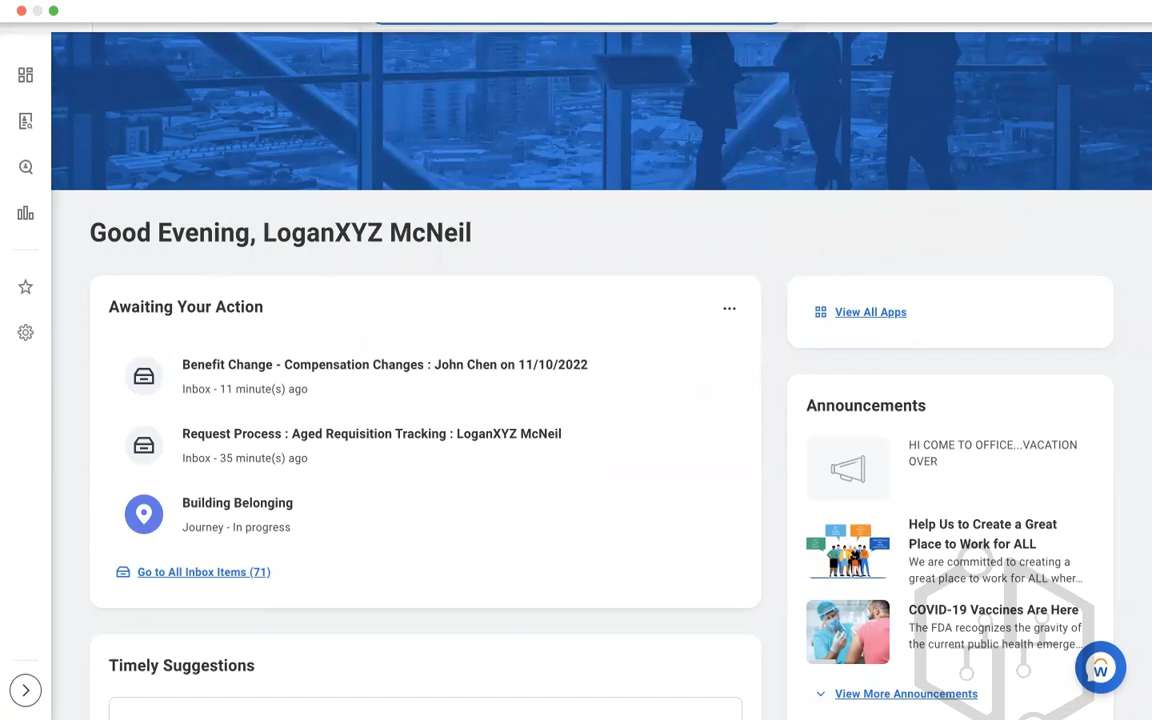 Good Evening, LoganXYZ McNeil
Awaiting Your Action
Benefit Change - Compensation Changes : John Chen on 11/10/2022
Inbox - 11 minute(s) ago
Request Process : Aged Requisition Tracking : LoganXYZ McNeil
Inbox - 35 minute(s) ago
Building Belonging
Journey - In progress
Go to All Inbox Items (71)
Timely Suggestions
View All Apps
Announcements
HI COME TO OFFICE...VACATION
OVER
Help Us to Create a Great
Place to Work for ALL
We are committed to creating a
great place to work for ALL wher...
COVID-19 Vaccines Are Here
The FDA recognizes the gravity of
the current public health emerge...
View More Announcements
W